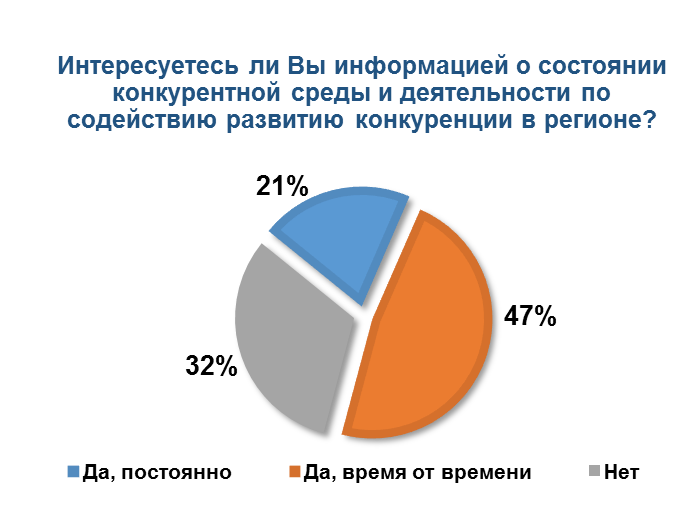 Интересуетесь ли Вы информацией о состоянии
конкурентной среды и деятельности по
содействию развитию конкуренции в регионе?
21%
47%
32%
Да, постоянно
Да, время от времени
Нет